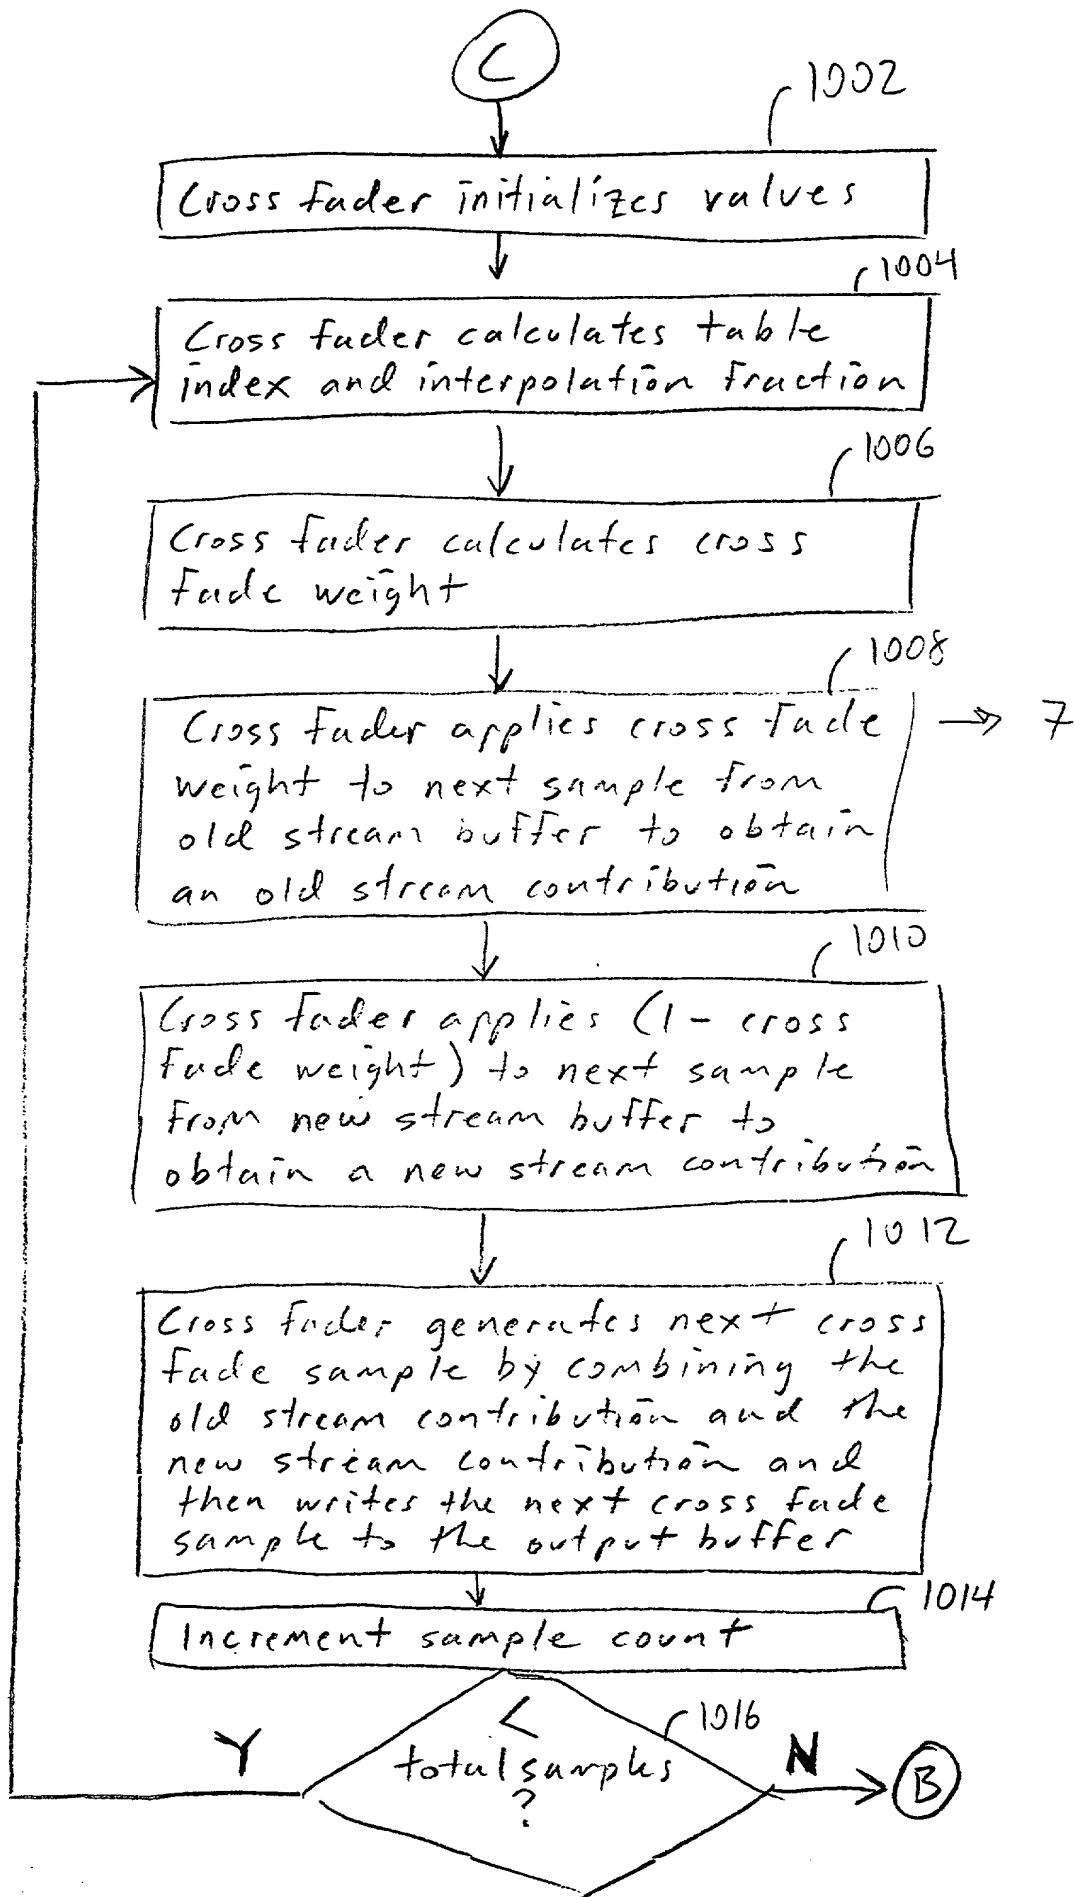 C
1002
Cross fader initializes values
1004
Cross fader calculates table
index and interpolation fraction
1006
Cross fader calculates cross
fade weight
1008
Cross fader applies cross fade
weight to next sample from
old stream buffer to obtain
an old stream contribution
7
1010
Cross fader applies (1 - cross
fade weight) to next sample
from new stream buffer to
obtain a new stream contribution
1012
Cross fader generates next cross
fade sample by combining the
old stream contribution and the
new stream contribution and
then writes the next cross fade
sample to the output buffer
1014
Increment sample count
<
1016
total samples
?
Y
N
B